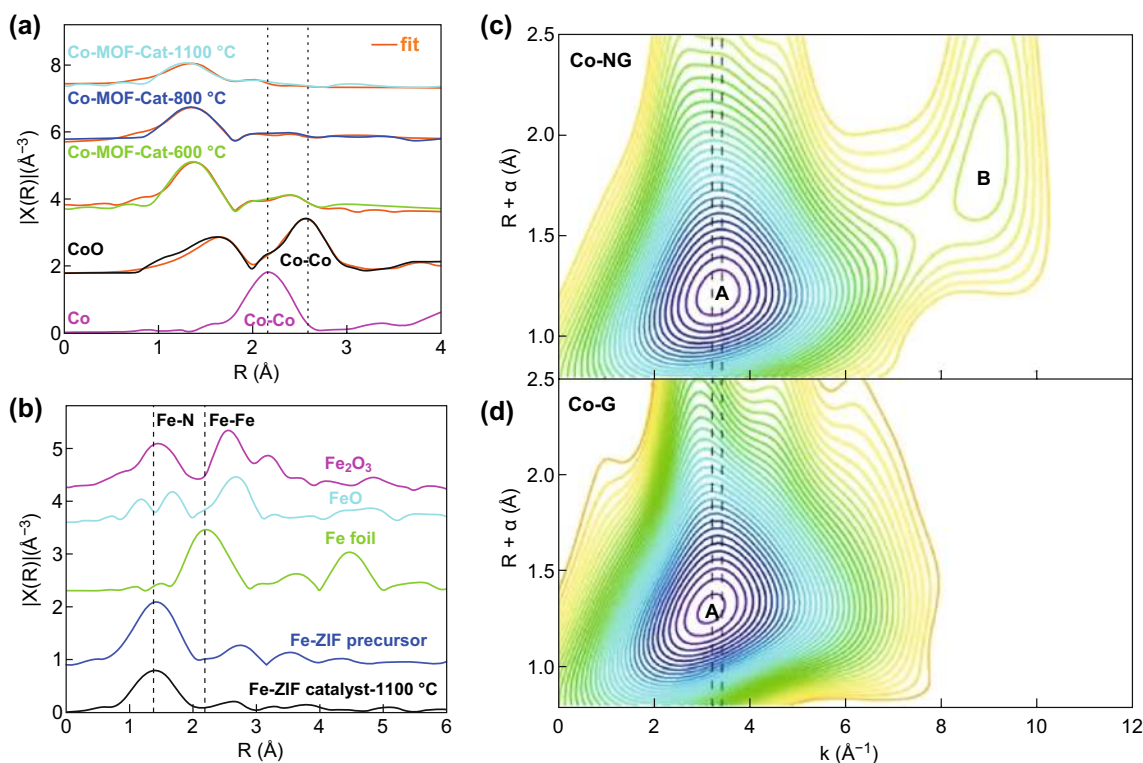 (a)
Co-MOF-Cat-1100 °C
fit
Co-MOF-Cat-800 °C
Co-MOF-Cat-600 °C
CoO
Co-Co
Co
Co-Co
|X(R)|(Å⁻³)
8
6
4
2
0
0 1 2 3 4
R (Å)
(b)
Fe-N
Fe-Fe
Fe₂O₃
FeO
Fe foil
Fe-ZIF precursor
Fe-ZIF catalyst-1100 °C
|X(R)|(Å⁻³)
5
4
3
2
1
0
0 1 2 3 4 5 6
R (Å)
(c)
Co-NG
A
B
R + α (Å)
2.5
2.0
1.5
1.0
(d)
Co-G
A
R + α (Å)
2.5
2.0
1.5
1.0
0 2 4 6 8 10 12
k (Å⁻¹)